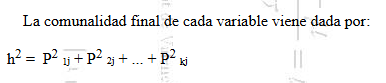 La comunalidad final de cada variable viene dada por:
h² = P² 1j + P² 2j + ... + P² kj